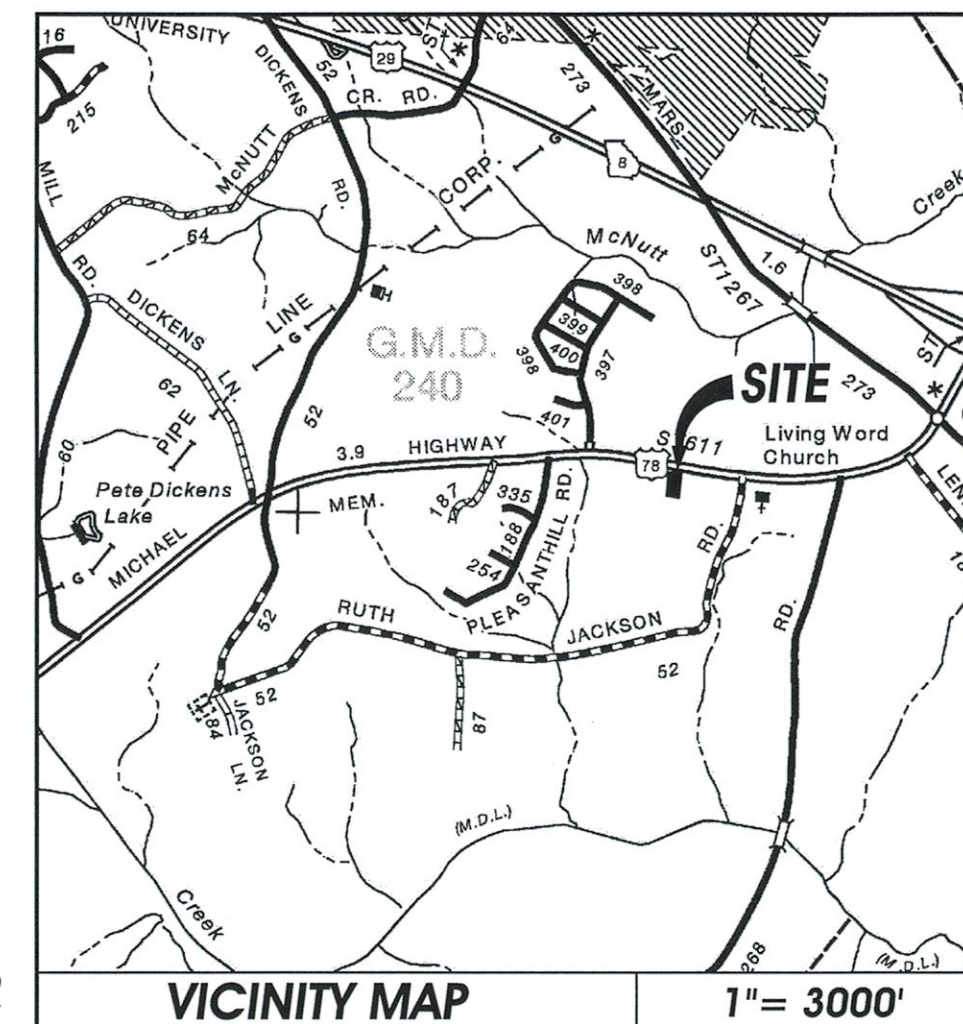 16
UNIVERSITY
DICKENS
52
29
ST
64
273
MARS
215
CR. RD.
8
McNUTT
CORP.
Creek
MILL
RD.
64
McNutt
ST1267
1.6
RD.
DICKENS
LN.
LINE
G
G
398
399
400
398
397
G.M.D.
240
SITE
273
ST
62
52
PIPE
401
60
3.9
HIGHWAY
78
S
611
Living Word
Church
Pete Dickens
Lake
MEM.
187
335
188
254
PLEASANTHILL RD.
RD.
MICHAEL
G
52
RUTH
JACKSON
RD.
52
52
84
JACKSON
LN.
87
(M.D.L.)
Creek
268
(M.D.L.)
VICINITY MAP
1"= 3000'